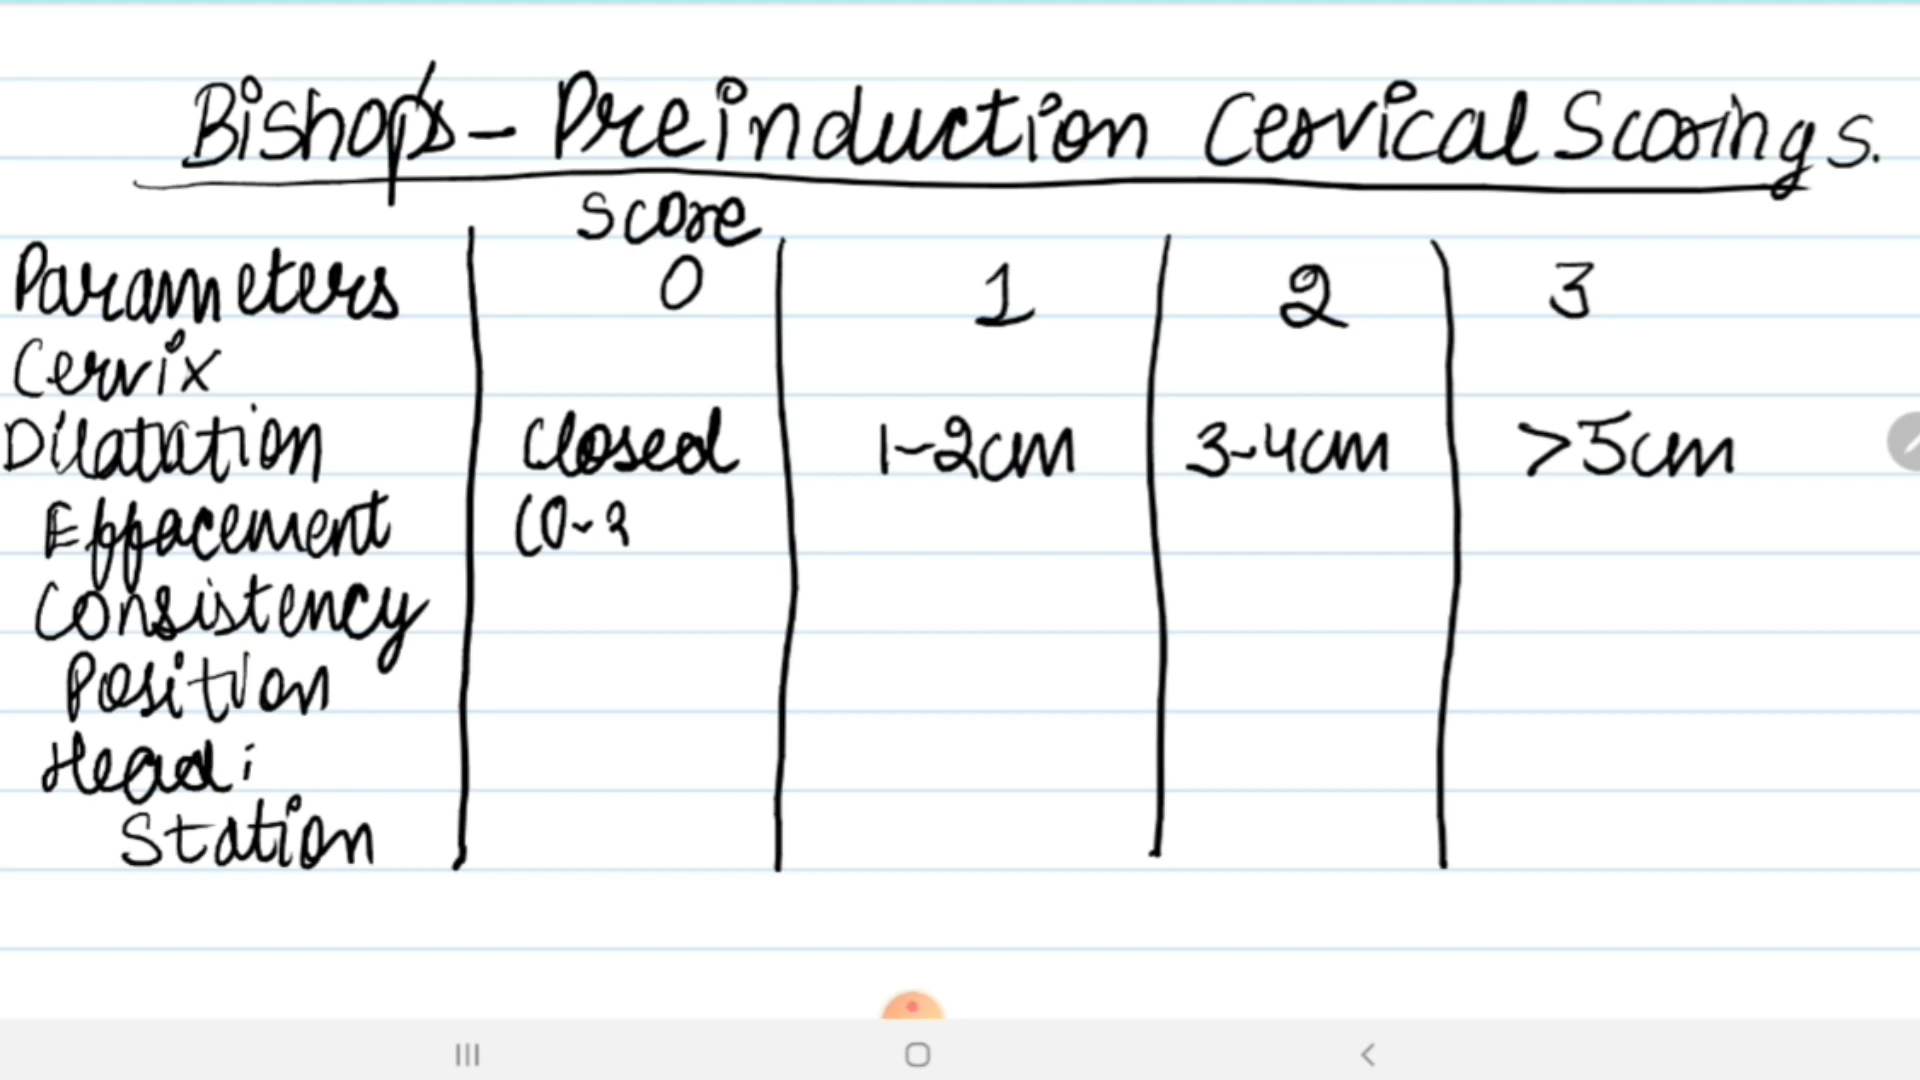 Bishop's - Preinduction Cervical Scorings.
Score
Parameters 0 1 2 3
Cervix
Dilatation Closed 1-2cm 3-4cm >5cm
Effacement (0-3
Consistency
Position
Head:
Station